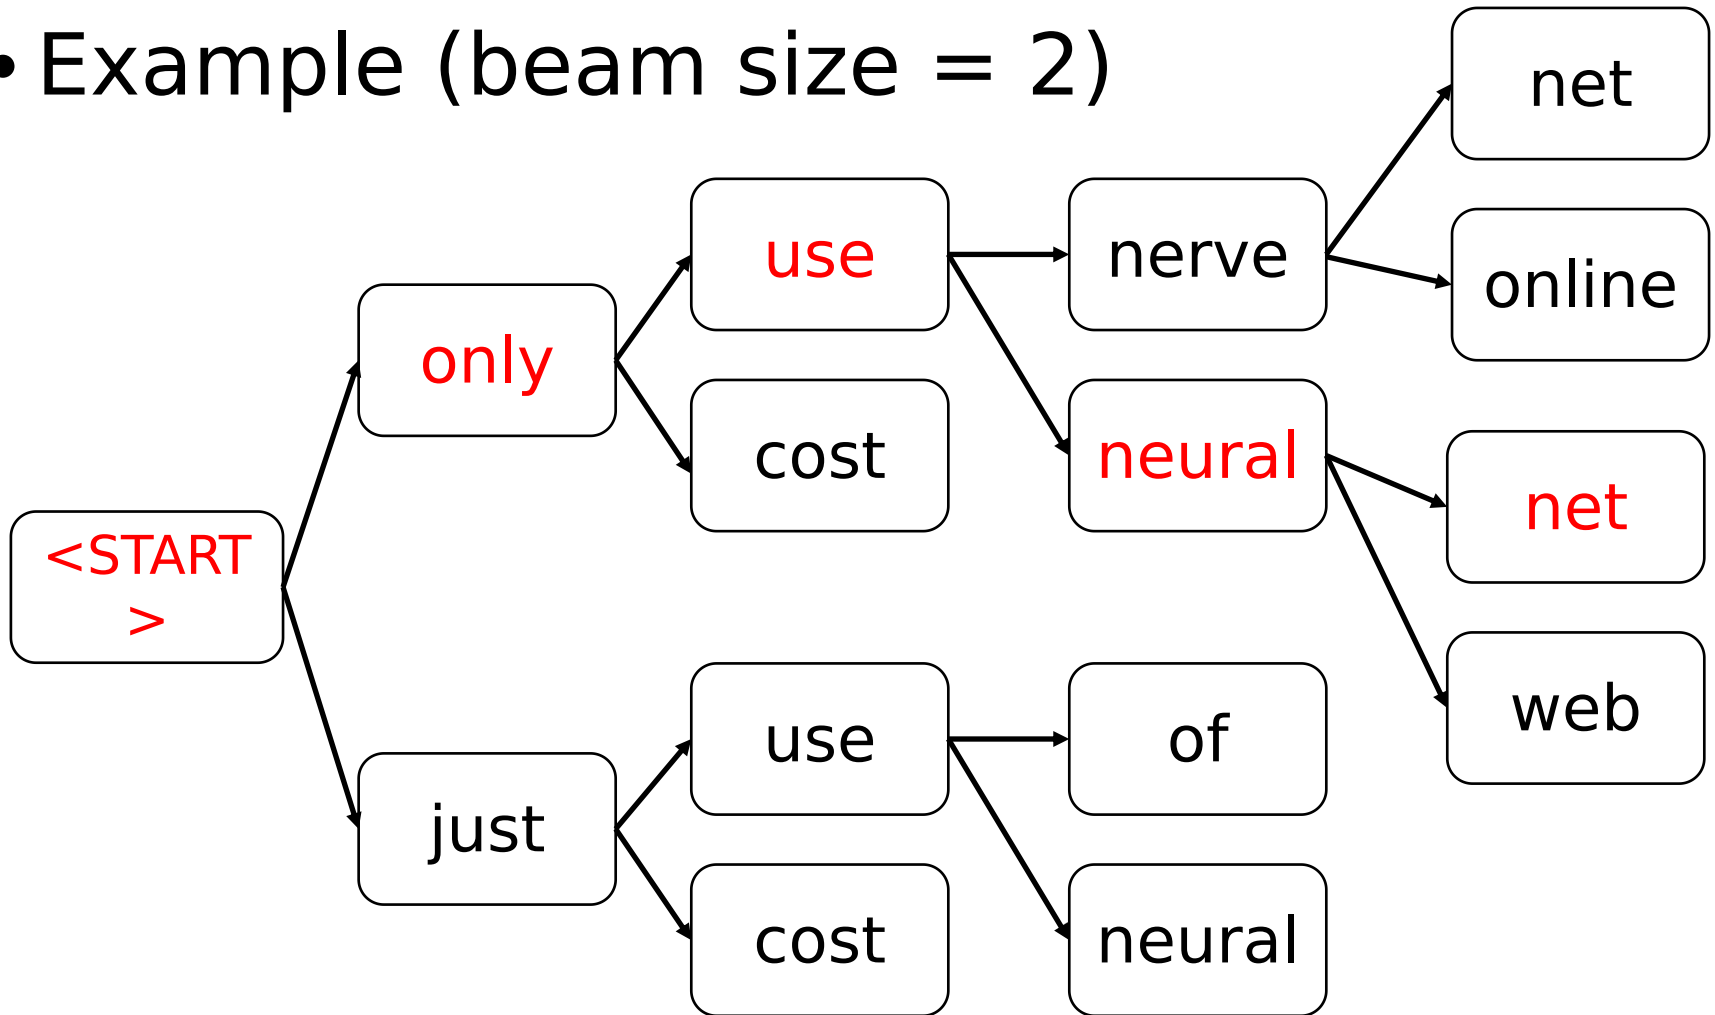 • Example (beam size = 2)
net
use
nerve
online
only
cost
neural
net
<START
>
use
of
web
just
cost
neural